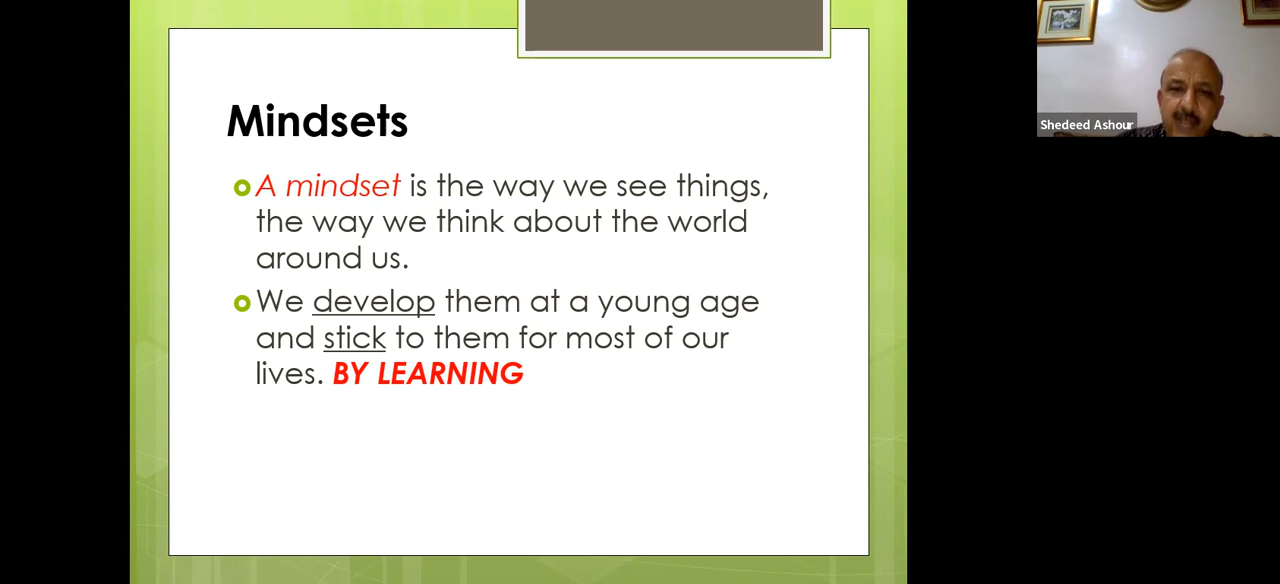 Mindsets
A mindset is the way we see things,
the way we think about the world
around us.
We develop them at a young age
and stick to them for most of our
lives. BY LEARNING
Shedeed Ashour